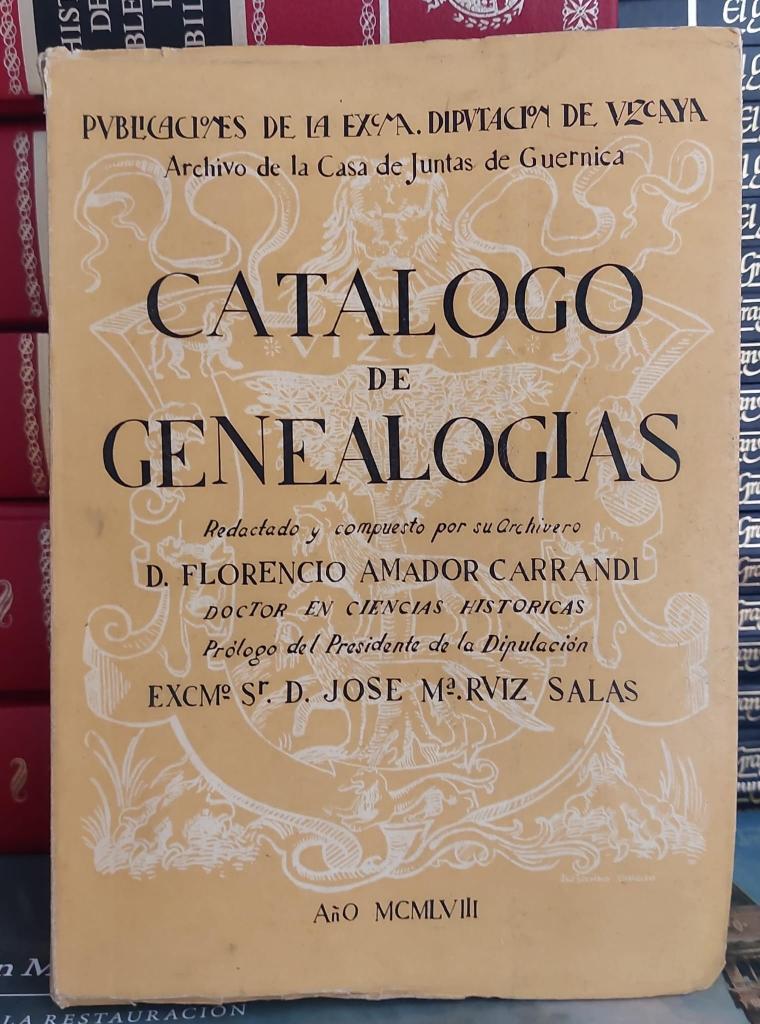 PVBLICACIONES DE LA EXCMA. DIPVTACION DE VIZCAYA
Archivo de la Casa de Juntas de Guernica
CATALOGO
VIZCAYA
DE
GENEALOGIAS
Redactado y compuesto por su Archivero
D. FLORENCIO AMADOR CARRANDI
DOCTOR EN CIENCIAS HISTORICAS
Prólogo del Presidente de la Diputación
EXCMº Sr. D. JOSE Mª. RVIZ SALAS
AñO MCMLVIII
LA RESTAURACIÓN